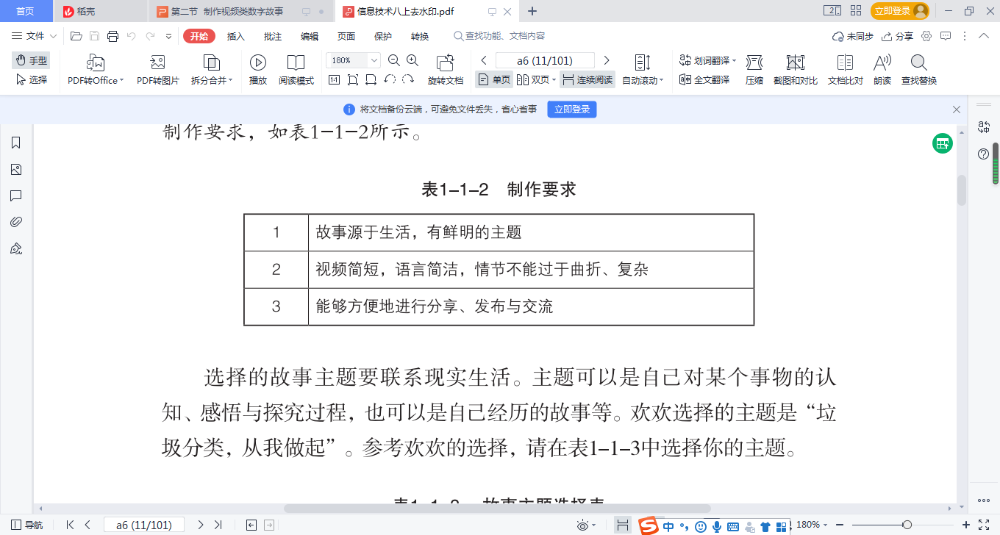 首页 稻壳 第二节 制作视频类数字故事 信息技术八上去水印.pdf 立即登录
文件 开始 插入 批注 编辑 页面 保护 转换 查找功能、文档内容 未同步 分享
手型 选择 PDF转Office PDF转图片 拆分合并 播放 阅读模式 180% 旋转文档 a6 (11/101) 单页 双页 连续阅读 自动滚动 划词翻译 全文翻译 压缩 截图和对比 文档比对 朗读 查找替换
将文档备份云端，可避免文件丢失，省心省事 立即登录
制作要求，如表1-1-2所示。
表1-1-2 制作要求
1 故事源于生活，有鲜明的主题
2 视频简短，语言简洁，情节不能过于曲折、复杂
3 能够方便地进行分享、发布与交流
选择的故事主题要联系现实生活。主题可以是自己对某个事物的认
知、感悟与探究过程，也可以是自己经历的故事等。欢欢选择的主题是“垃
圾分类，从我做起”。参考欢欢的选择，请在表1-1-3中选择你的主题。
导航 a6 (11/101) 中 180%